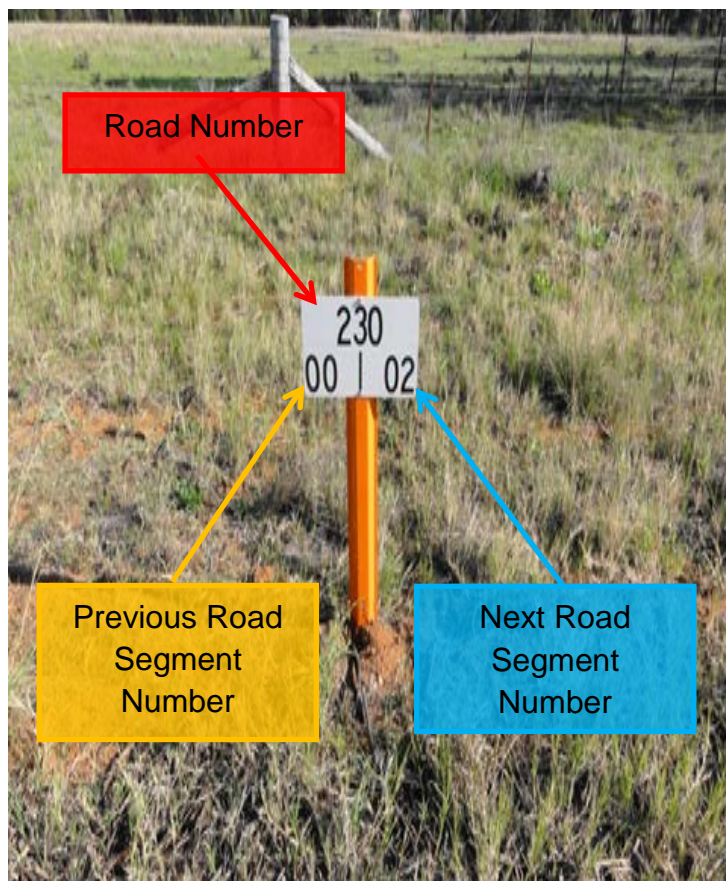 Road Number
230
00 | 02
Previous Road
Segment
Number
Next Road
Segment
Number